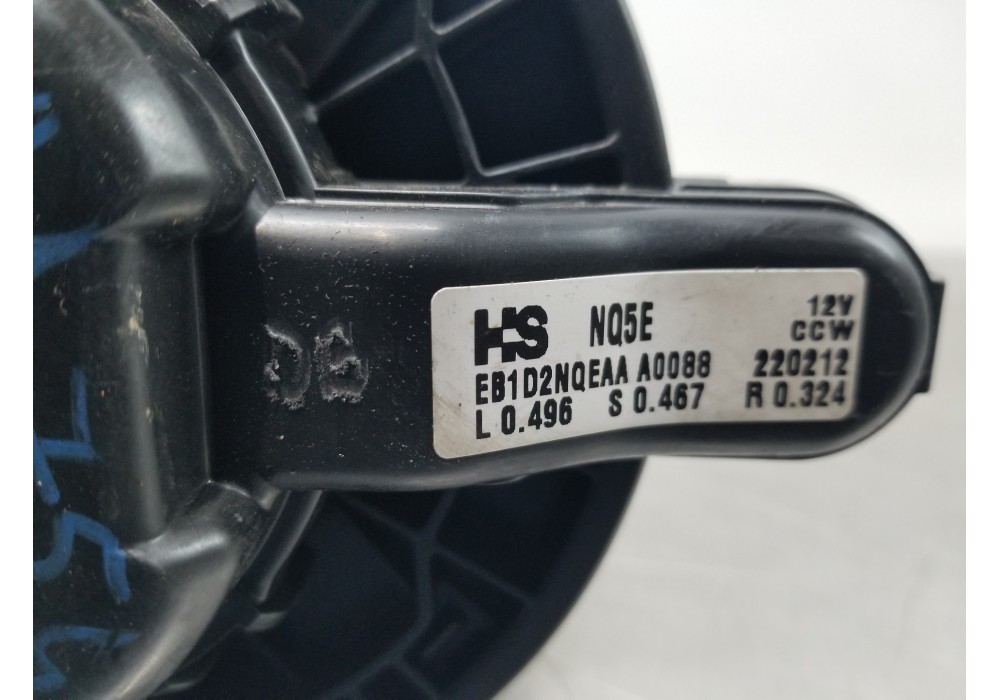 HS NQ5E 12V
CCW
EB1D2NQEAA A0088 220212
L 0.496 S 0.467 R 0.324